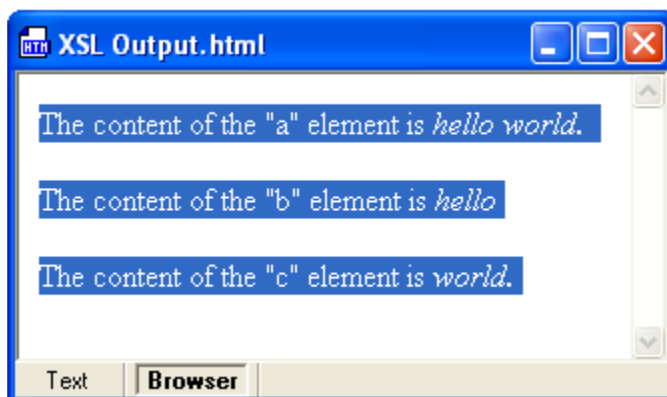 XSL Output.html
The content of the "a" element is hello world.
The content of the "b" element is hello
The content of the "c" element is world.
Text Browser